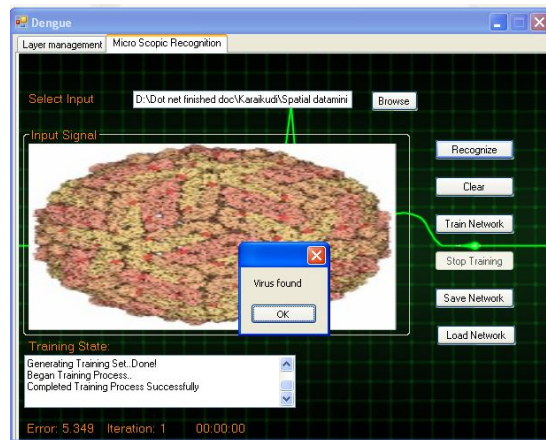 Dengue
Layer management Micro Scopic Recognition
Select Input D:\Dot net finished doc\Karaikudi\Spatial datamini Browse
Input Signal
Recognize
Clear
Train Network
Stop Training
Save Network
Load Network
Virus found
OK
Training State:
Generating Training Set..Done!
Began Training Process..
Completed Training Process Successfully
Error: 5.349 Iteration: 1 00:00:00